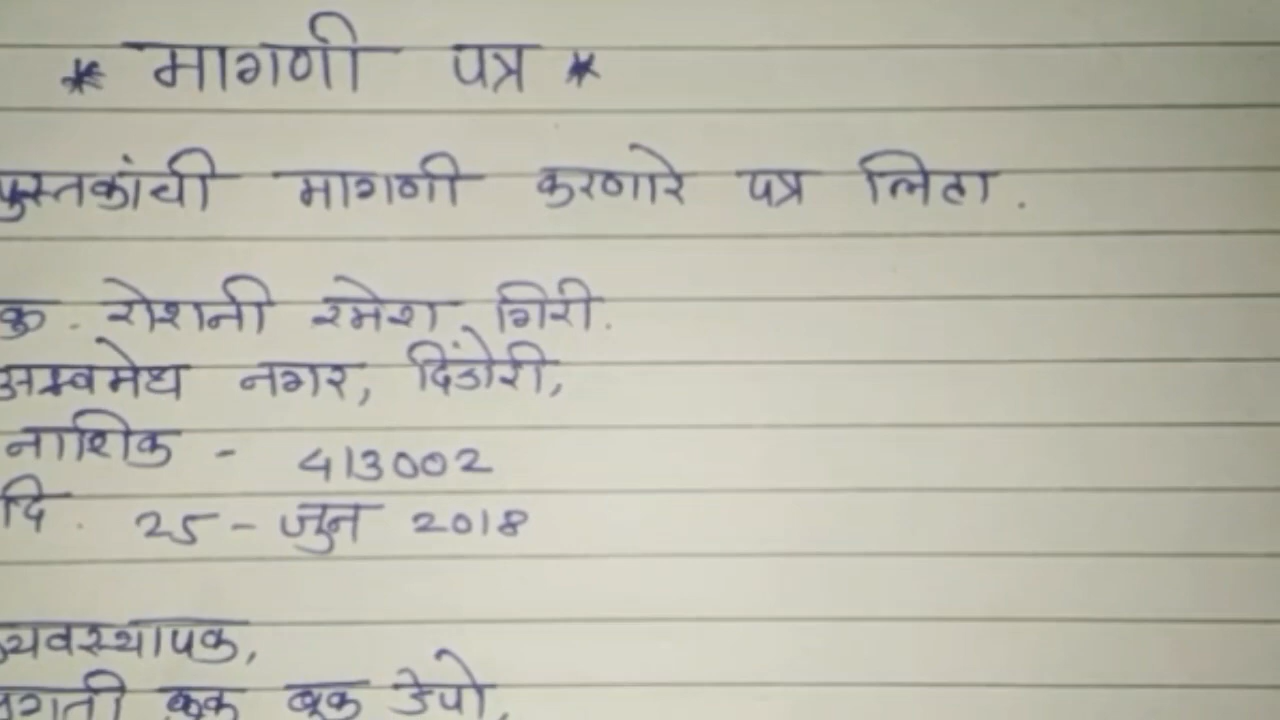 * मागणी पत्र *
पुस्तकांची मागणी करणारे पत्र लिहा.
कु. रोशनी रमेश गिरी.
अश्वमेध नगर, दिंडोरी,
नाशिक - 413002
दि. 25 - जुन 2018
व्यवस्थापक,
बूक डेपो,